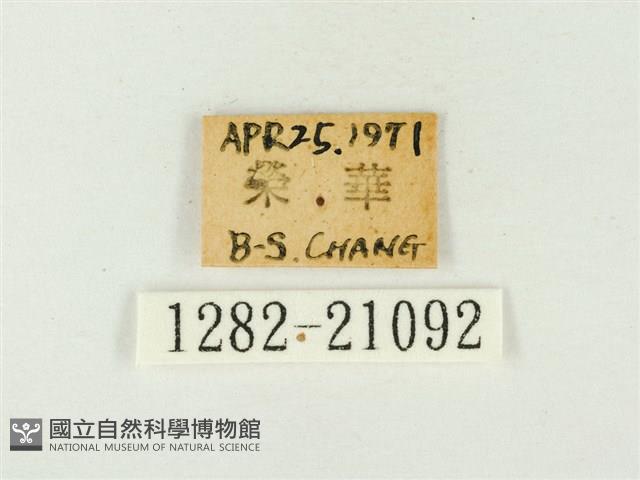 APR25.1971
榮 華
B-S. CHANG
1282-21092
國立自然科學博物館
NATIONAL MUSEUM OF NATURAL SCIENCE